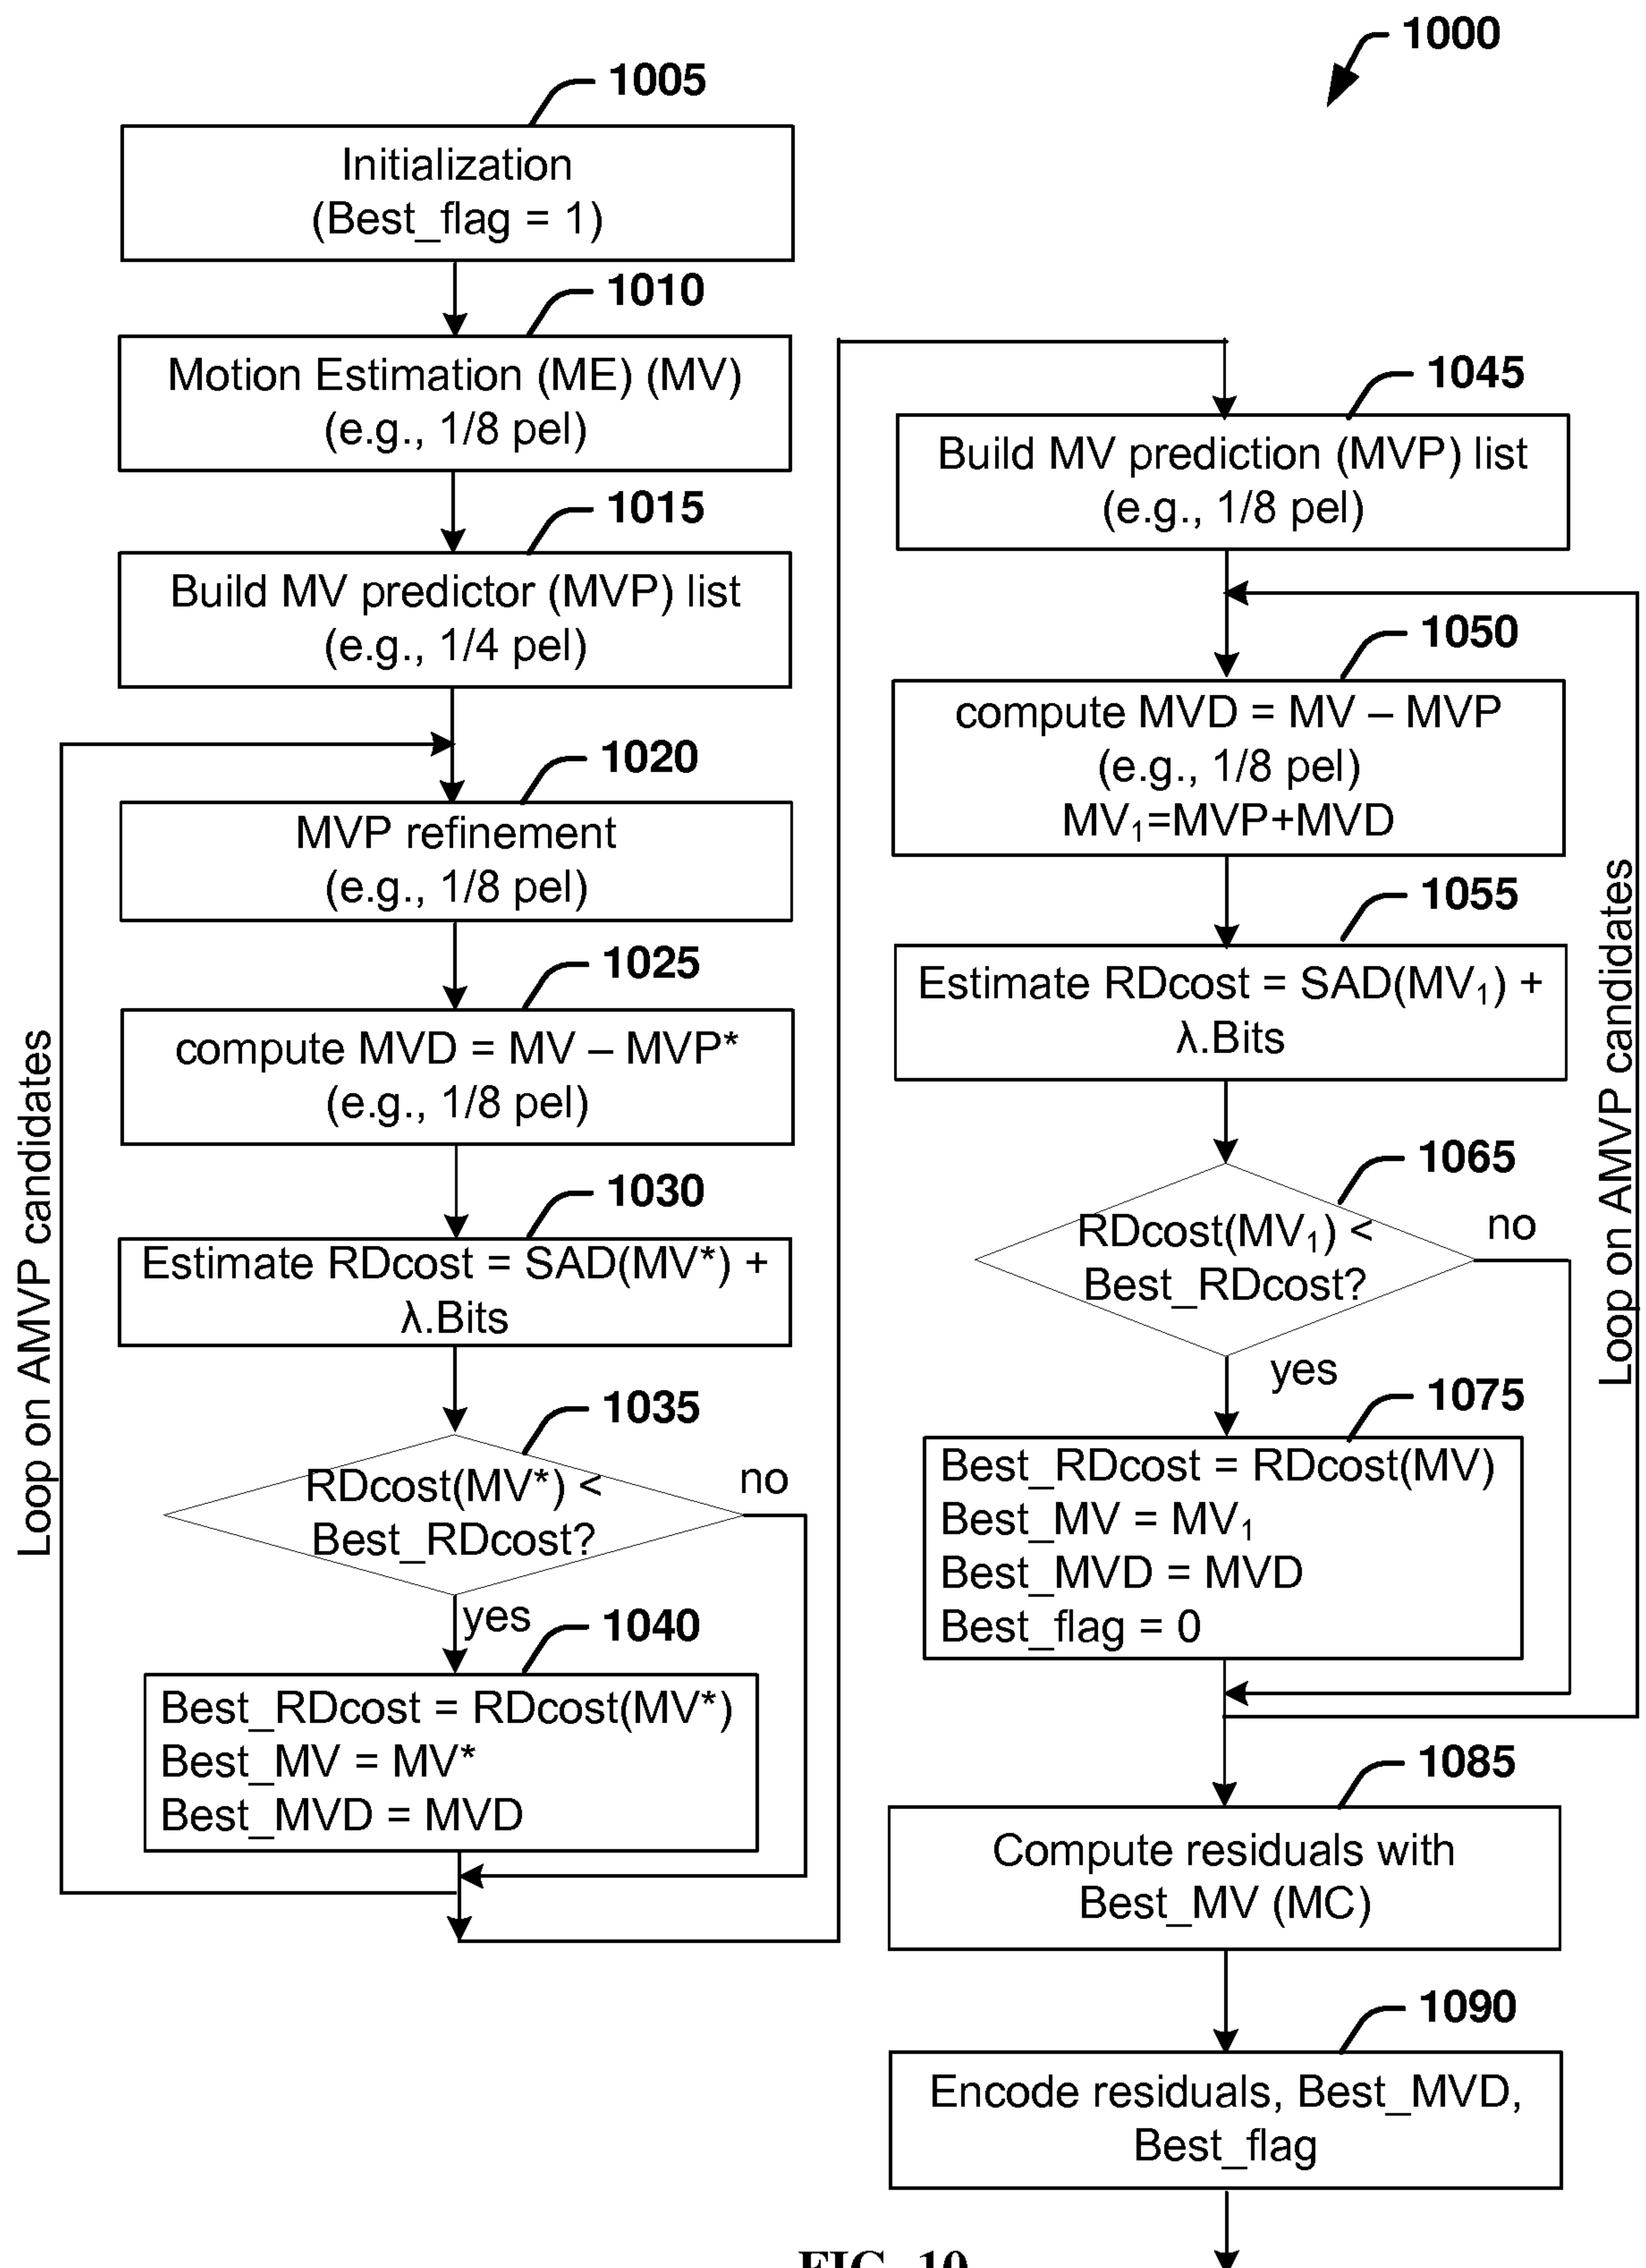 1000
1005
Initialization
(Best_flag = 1)
1010
Motion Estimation (ME) (MV)
(e.g., 1/8 pel)
1015
Build MV predictor (MVP) list
(e.g., 1/4 pel)
1020
MVP refinement
(e.g., 1/8 pel)
1025
compute MVD = MV – MVP*
(e.g., 1/8 pel)
1030
Estimate RDcost = SAD(MV*) +
λ.Bits
1035
RDcost(MV*) <
Best_RDcost?
no
yes
1040
Best_RDcost = RDcost(MV*)
Best_MV = MV*
Best_MVD = MVD
Loop on AMVP candidates
1045
Build MV prediction (MVP) list
(e.g., 1/8 pel)
1050
compute MVD = MV – MVP
(e.g., 1/8 pel)
MV₁=MVP+MVD
1055
Estimate RDcost = SAD(MV₁) +
λ.Bits
1065
RDcost(MV₁) <
Best_RDcost?
no
yes
1075
Best_RDcost = RDcost(MV)
Best_MV = MV₁
Best_MVD = MVD
Best_flag = 0
Loop on AMVP candidates
1085
Compute residuals with
Best_MV (MC)
1090
Encode residuals, Best_MVD,
Best_flag
FIG. 10